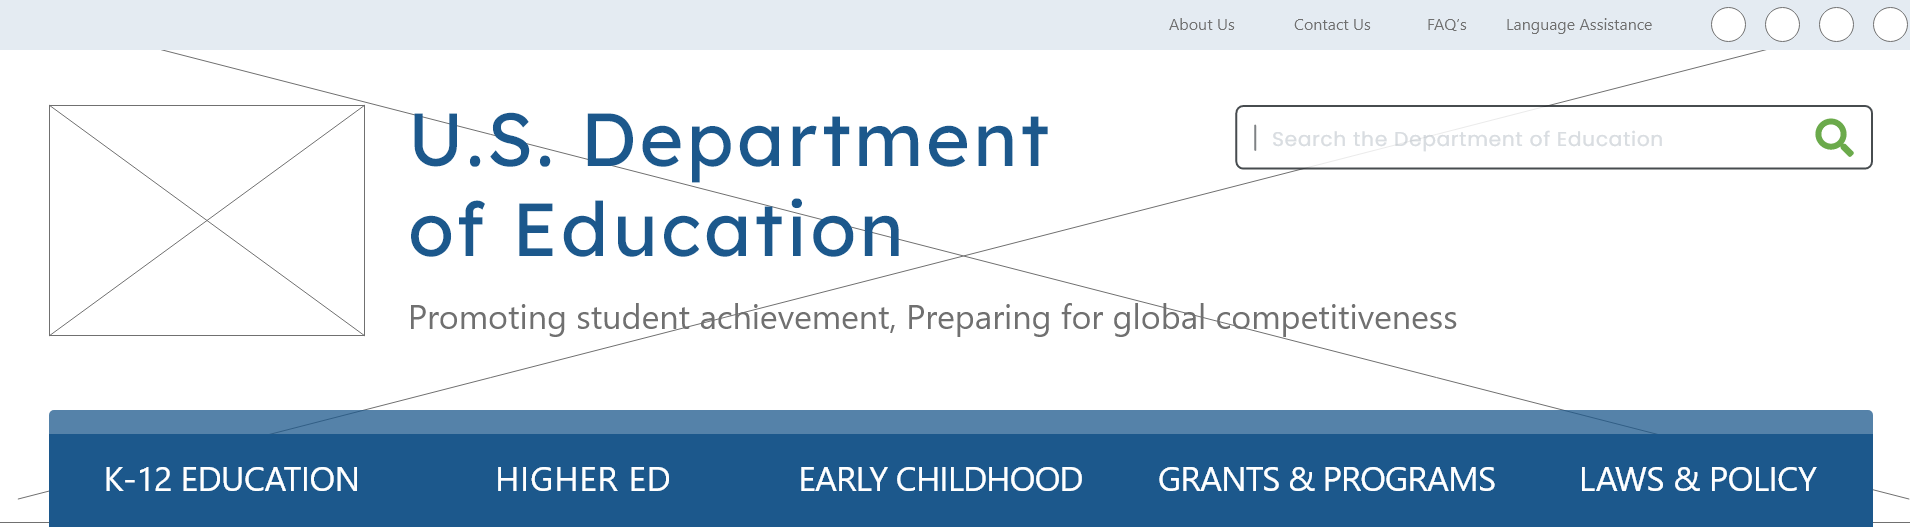 About Us Contact Us FAQ's Language Assistance
U.S. Department
of Education
Search the Department of Education
Promoting student achievement, Preparing for global competitiveness
K-12 EDUCATION HIGHER ED EARLY CHILDHOOD GRANTS & PROGRAMS LAWS & POLICY